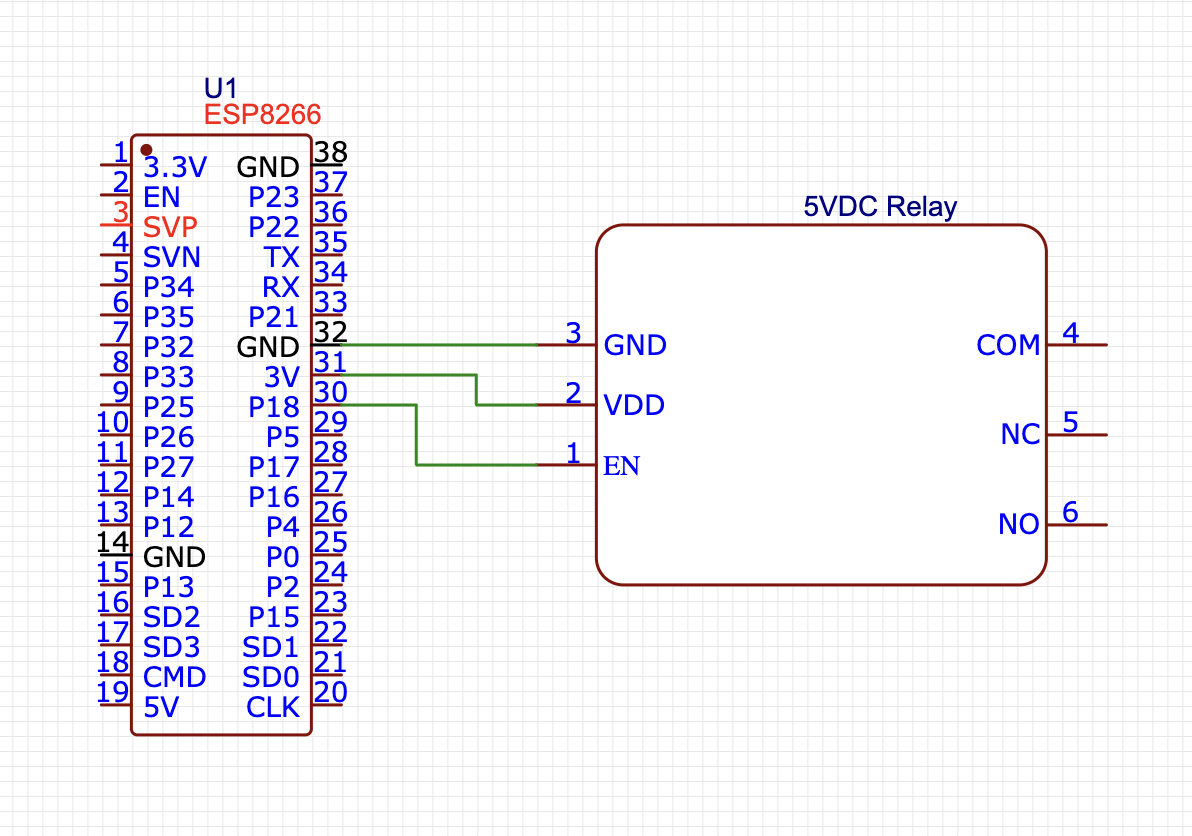 U1
ESP8266
1 3.3V GND 38
2 EN P23 37
3 SVP P22 36
4 SVN TX 35
5 P34 RX 34
6 P35 P21 33
7 P32 GND 32
8 P33 3V 31
9 P25 P18 30
10 P26 P5 29
11 P27 P17 28
12 P14 P16 27
13 P12 P4 26
14 GND P0 25
15 P13 P2 24
16 SD2 P15 23
17 SD3 SD1 22
18 CMD SD0 21
19 5V CLK 20
5VDC Relay
3 GND COM 4
2 VDD NC 5
1 EN NO 6